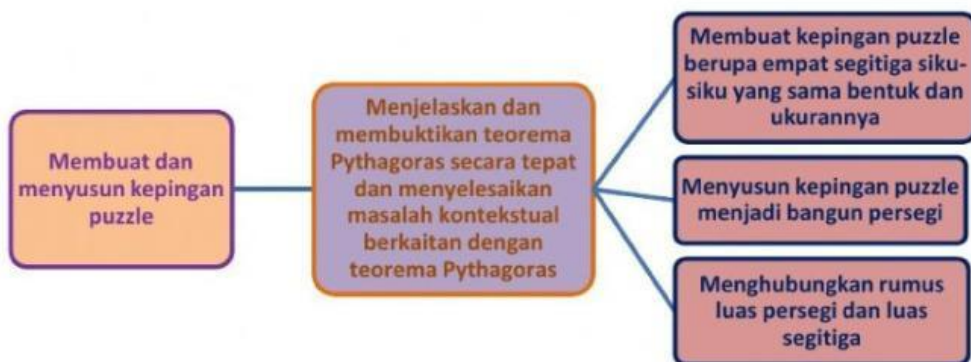 Membuat dan
menyusun kepingan
puzzle
Menjelaskan dan
membuktikan teorema
Pythagoras secara tepat
dan menyelesaikan
masalah kontekstual
berkaitan dengan
teorema Pythagoras
Membuat kepingan puzzle
berupa empat segitiga siku-
siku yang sama bentuk dan
ukurannya
Menyusun kepingan puzzle
menjadi bangun persegi
Menghubungkan rumus
luas persegi dan luas
segitiga